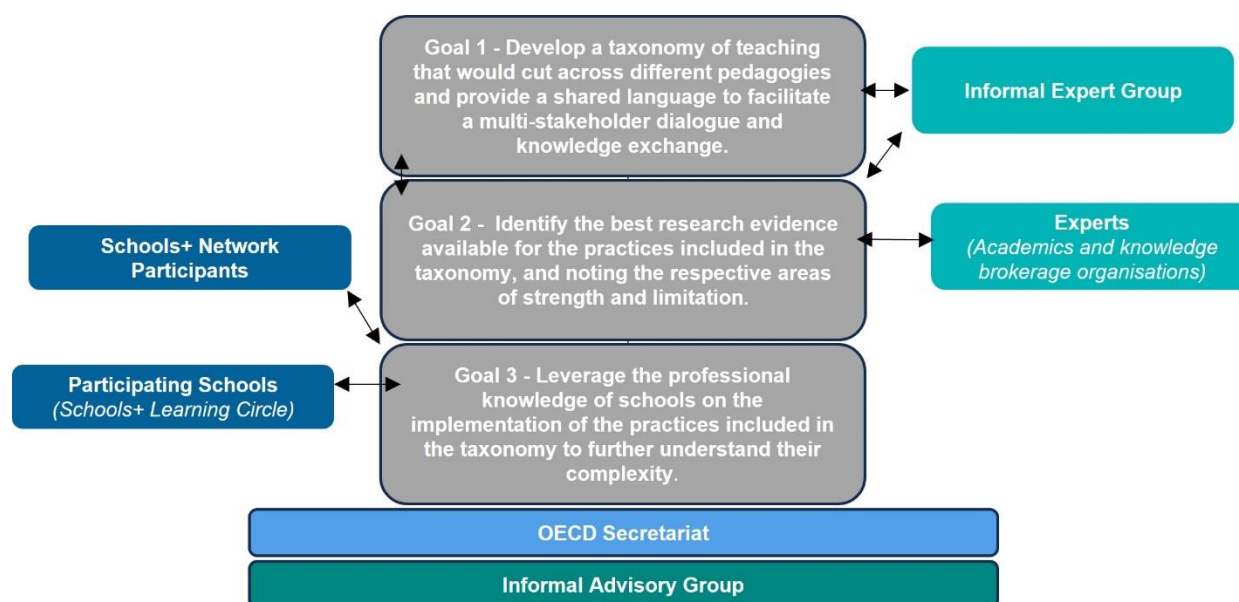 Goal 1 - Develop a taxonomy of teaching
that would cut across different pedagogies
and provide a shared language to facilitate
a multi-stakeholder dialogue and
knowledge exchange.
Informal Expert Group
Goal 2 - Identify the best research evidence
available for the practices included in the
taxonomy, and noting the respective areas
of strength and limitation.
Schools+ Network
Participants
Experts
(Academics and knowledge
brokerage organisations)
Goal 3 - Leverage the professional
knowledge of schools on the
implementation of the practices included in
the taxonomy to further understand their
complexity.
Participating Schools
(Schools+ Learning Circle)
OECD Secretariat
Informal Advisory Group